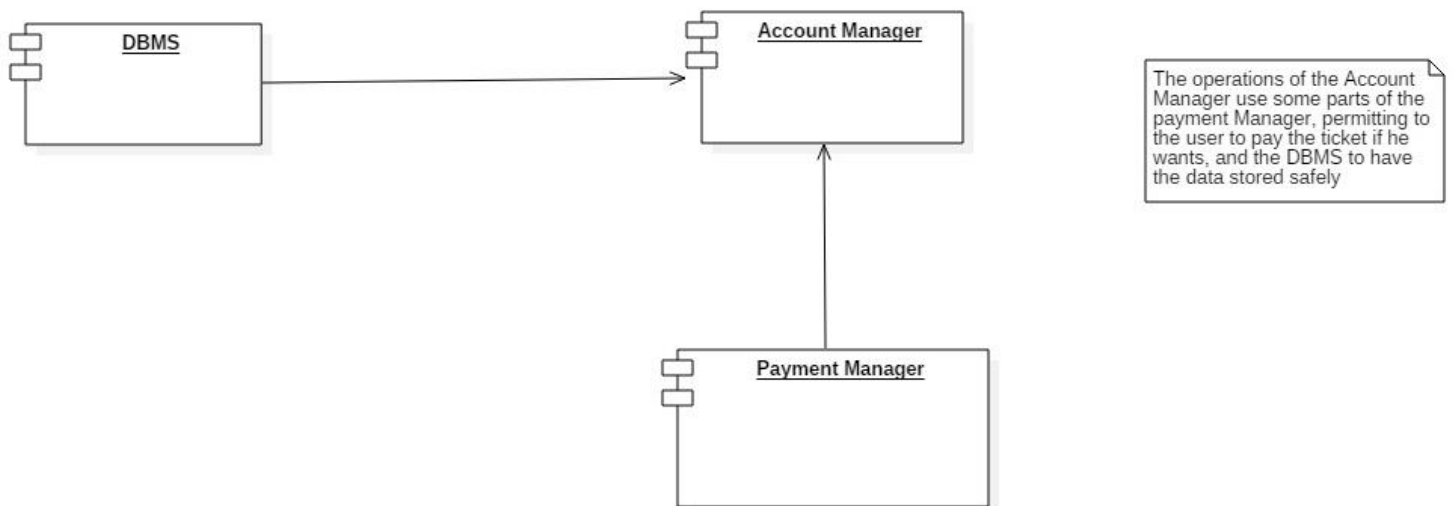 DBMS
Account Manager
The operations of the Account
Manager use some parts of the
payment Manager, permitting to
the user to pay the ticket if he
wants, and the DBMS to have
the data stored safely
Payment Manager